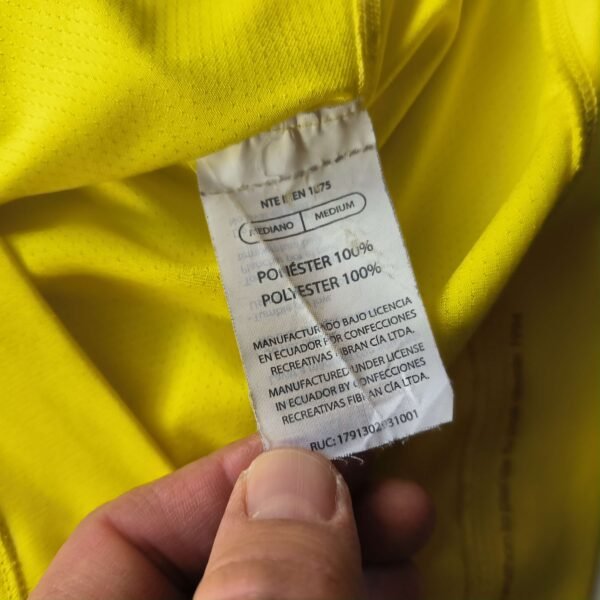 NTE INEN 1875
MEDIANO MEDIUM
POLIÉSTER 100%
POLYESTER 100%
MANUFACTURADO BAJO LICENCIA
EN ECUADOR POR CONFECCIONES
RECREATIVAS FIBRAN CÍA LTDA.
MANUFACTURED UNDER LICENSE
IN ECUADOR BY CONFECCIONES
RECREATIVAS FIBRAN CÍA LTDA.
RUC: